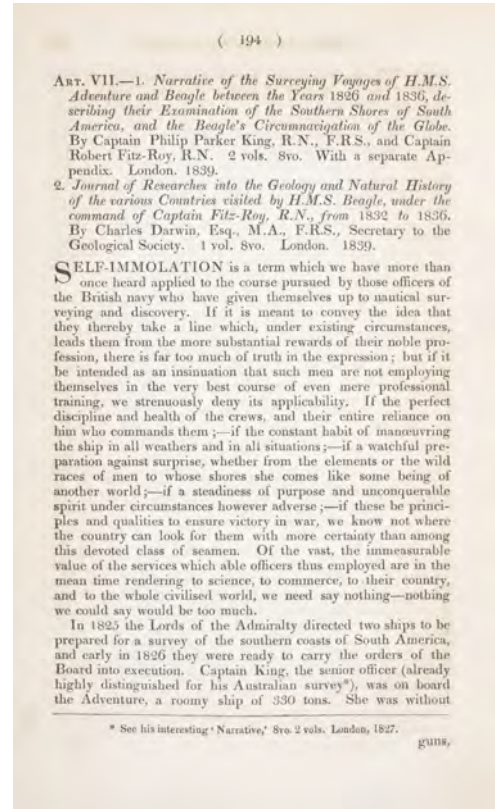 ( 194 )
ART. VII.—1. Narrative of the Surveying Voyages of H.M.S.
Adventure and Beagle between the Years 1826 and 1836, de-
scribing their Examination of the Southern Shores of South
America, and the Beagle's Circumnavigation of the Globe.
By Captain Philip Parker King, R.N., F.R.S., and Captain
Robert Fitz-Roy, R.N. 2 vols. 8vo. With a separate Ap-
pendix. London. 1839.
2. Journal of Researches into the Geology and Natural History
of the various Countries visited by H.M.S. Beagle, under the
command of Captain Fitz-Roy, R.N., from 1832 to 1836.
By Charles Darwin, Esq., M.A., F.R.S., Secretary to the
Geological Society. 1 vol. 8vo. London. 1839.
SELF-IMMOLATION is a term which we have more than
once heard applied to the course pursued by those officers of
the British navy who have given themselves up to nautical sur-
veying and discovery. If it is meant to convey the idea that
they thereby take a line which, under existing circumstances,
leads them from the more substantial rewards of their noble pro-
fession, there is far too much of truth in the expression; but if it
be intended as an insinuation that such men are not employing
themselves in the very best course of even mere professional
training, we strenuously deny its applicability. If the perfect
discipline and health of the crews, and their entire reliance on
him who commands them;—if the constant habit of manœuvring
the ship in all weathers and in all situations;—if a watchful pre-
paration against surprise, whether from the elements or the wild
races of men to whose shores she comes like some being of
another world;—if a steadiness of purpose and unconquerable
spirit under circumstances however adverse;—if these be princi-
ples and qualities to ensure victory in war, we know not where
the country can look for them with more certainty than among
this devoted class of seamen. Of the vast, the immeasurable
value of the services which able officers thus employed are in the
mean time rendering to science, to commerce, to their country,
and to the whole civilised world, we need say nothing—nothing
we could say would be too much.
In 1825 the Lords of the Admiralty directed two ships to be
prepared for a survey of the southern coasts of South America,
and early in 1826 they were ready to carry the orders of the
Board into execution. Captain King, the senior officer (already
highly distinguished for his Australian survey*), was on board
the Adventure, a roomy ship of 330 tons. She was without
* See his interesting 'Narrative,' 8vo. 2 vols. London, 1827.
guns,